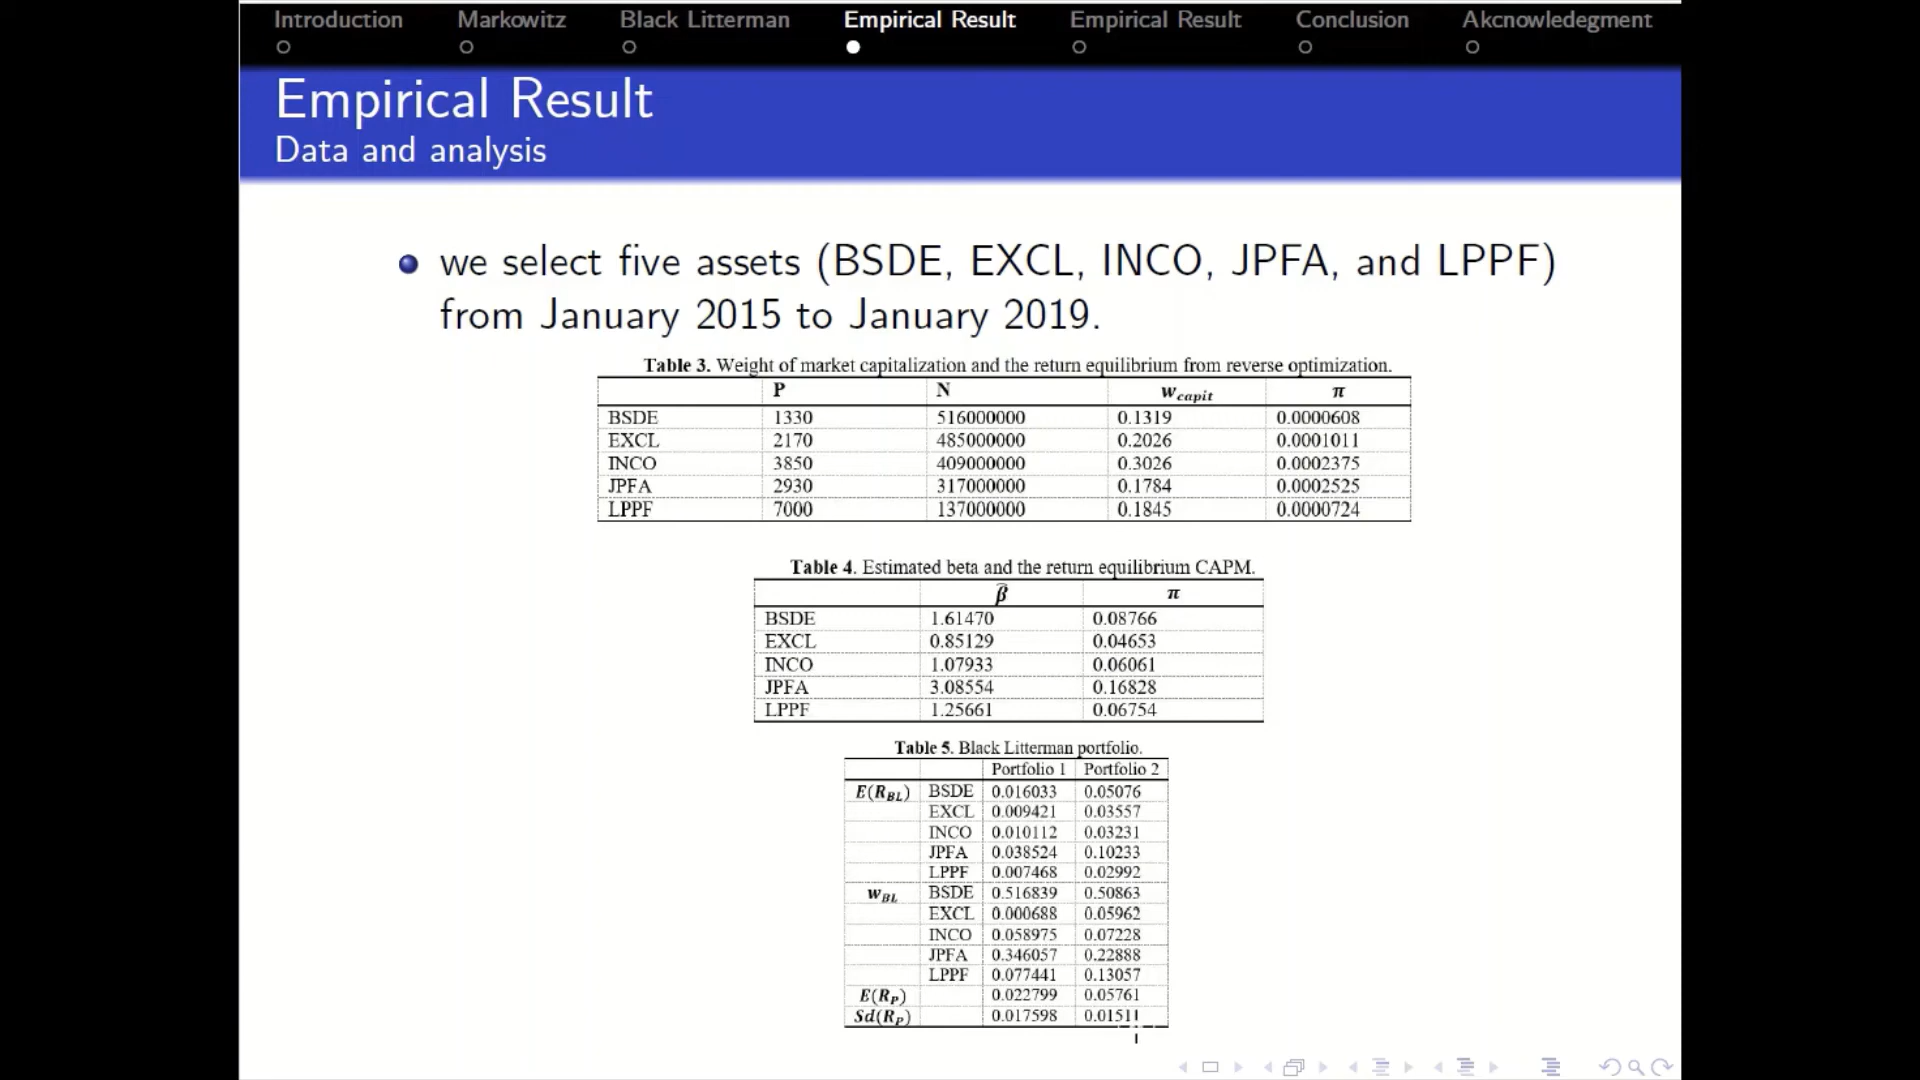 Introduction Markowitz Black Litterman Empirical Result Empirical Result Conclusion Akcnowledegment
Empirical Result
Data and analysis
we select five assets (BSDE, EXCL, INCO, JPFA, and LPPF)
from January 2015 to January 2019.
Table 3. Weight of market capitalization and the return equilibrium from reverse optimization.
P N w_capit π
BSDE 1330 516000000 0.1319 0.0000608
EXCL 2170 485000000 0.2026 0.0001011
INCO 3850 409000000 0.3026 0.0002375
JPFA 2930 317000000 0.1784 0.0002525
LPPF 7000 137000000 0.1845 0.0000724
Table 4. Estimated beta and the return equilibrium CAPM.
β̂ π
BSDE 1.61470 0.08766
EXCL 0.85129 0.04653
INCO 1.07933 0.06061
JPFA 3.08554 0.16828
LPPF 1.25661 0.06754
Table 5. Black Litterman portfolio.
Portfolio 1 Portfolio 2
E(R_BL) BSDE 0.016033 0.05076
EXCL 0.009421 0.03557
INCO 0.010112 0.03231
JPFA 0.038524 0.10233
LPPF 0.007468 0.02992
w_BL BSDE 0.516839 0.50863
EXCL 0.000688 0.05962
INCO 0.058975 0.07228
JPFA 0.346057 0.22888
LPPF 0.077441 0.13057
E(R_P) 0.022799 0.05761
Sd(R_P) 0.017598 0.01511